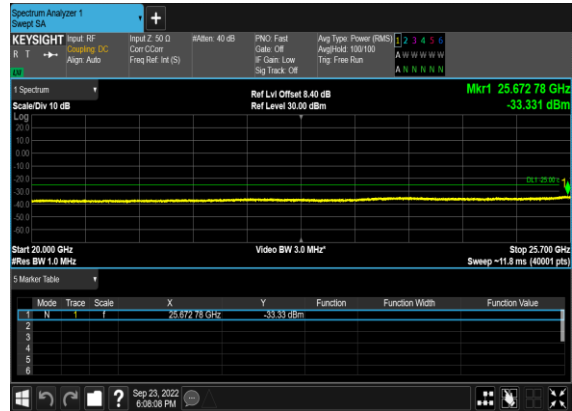 Spectrum Analyzer 1
Swept SA
+
KEYSIGHT Input: RF Input Z: 50 Ω #Atten: 40 dB PNO: Fast Avg Type: Power (RMS) 1 2 3 4 5 6
R T Coupling: DC Corr CCorr Gate: Off Avg|Hold: 100/100 A W W W W W
Align: Auto Freq Ref: Int (S) IF Gain: Low Trig: Free Run
Sig Track: Off A N N N N N
1 Spectrum Ref Lvl Offset 8.40 dB Mkr1 25.672 78 GHz
Scale/Div 10 dB Ref Level 30.00 dBm -33.331 dBm
Log
20.0
10.0
0.00
-10.0
-20.0 DL1 -25.00
-30.0
-40.0
-50.0
-60.0
Start 20.000 GHz Video BW 3.0 MHz* Stop 25.700 GHz
#Res BW 1.0 MHz Sweep ~11.8 ms (40001 pts)
5 Marker Table
Mode Trace Scale X Y Function Function Width Function Value
1 N 1 f 25.672 78 GHz -33.33 dBm
2
3
4
5
6
? Sep 23, 2022
6:08:08 PM